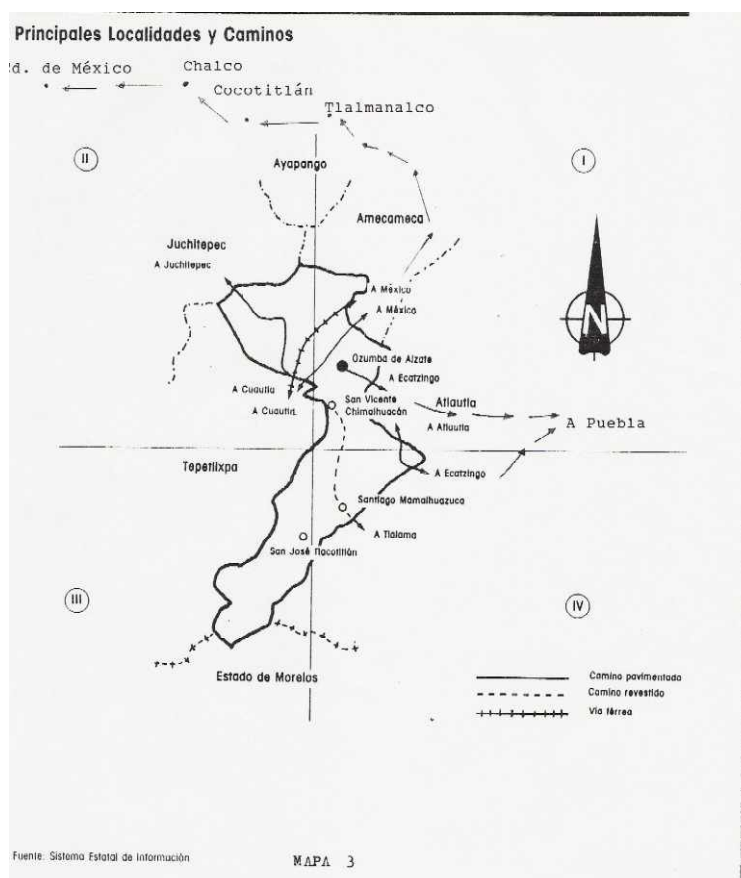 Principales Localidades y Caminos
d. de México
Chalco
Cocotitlán
Tlalmanalco
II
I
Ayapango
Amecameca
Juchitepec
A Juchitepec
A México
A México
N
Ozumba de Alzate
A Ecatzingo
A Cuautla
San Vicente
Chimalhuacán
Atlautla
A Cuautla
A Atlautla
A Puebla
Tepetlixpa
A Ecatzingo
Santiago Mamalhuazuca
A Tlalama
San José Tlacotitlán
III
IV
Estado de Morelos
Camino pavimentado
Camino revestido
Vía férrea
Fuente: Sistema Estatal de Información
MAPA 3